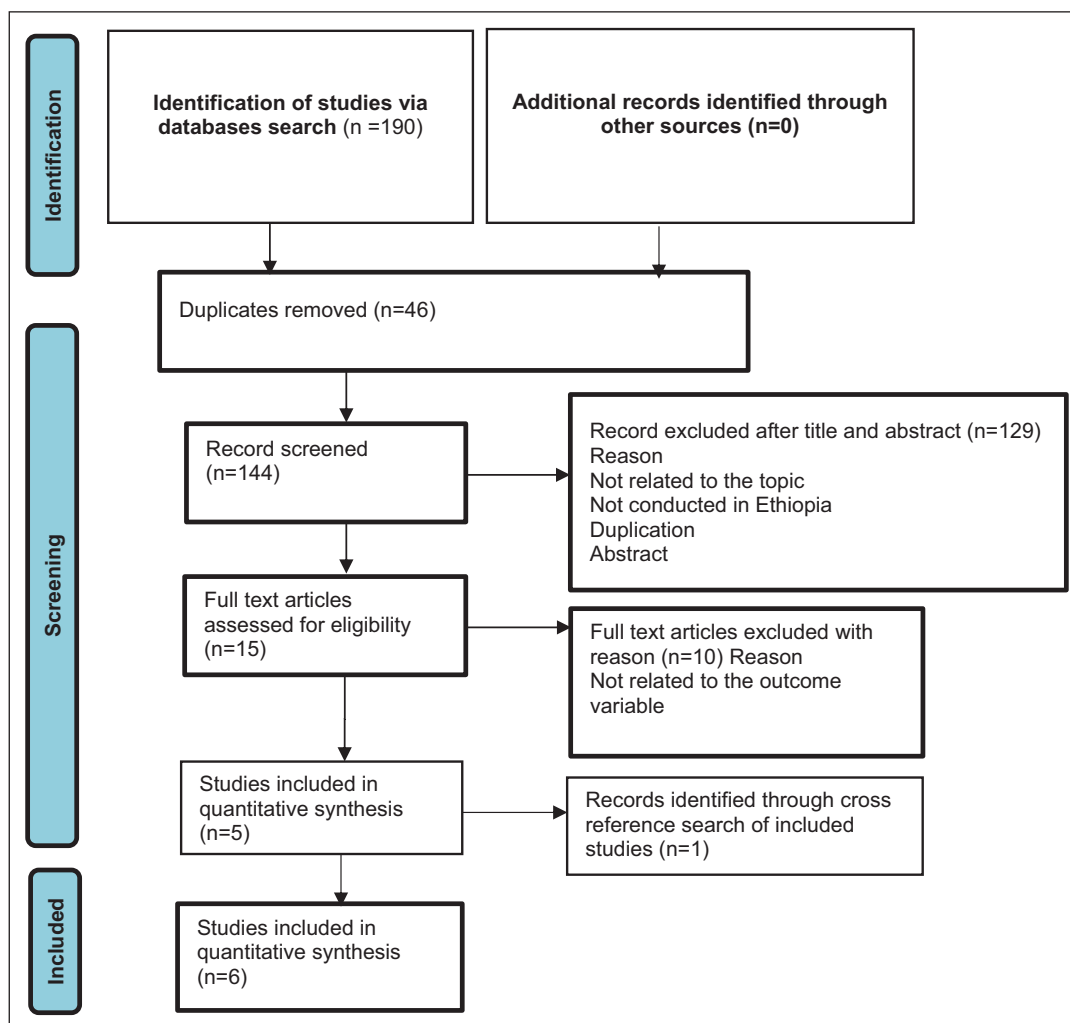 Identification
Identification of studies via
databases search (n =190)
Additional records identified through
other sources (n=0)
Duplicates removed (n=46)
Screening
Record screened
(n=144)
Record excluded after title and abstract (n=129)
Reason
Not related to the topic
Not conducted in Ethiopia
Duplication
Abstract
Full text articles
assessed for eligibility
(n=15)
Full text articles excluded with
reason (n=10) Reason
Not related to the outcome
variable
Studies included in
quantitative synthesis
(n=5)
Records identified through cross
reference search of included
studies (n=1)
Included
Studies included in
quantitative synthesis
(n=6)